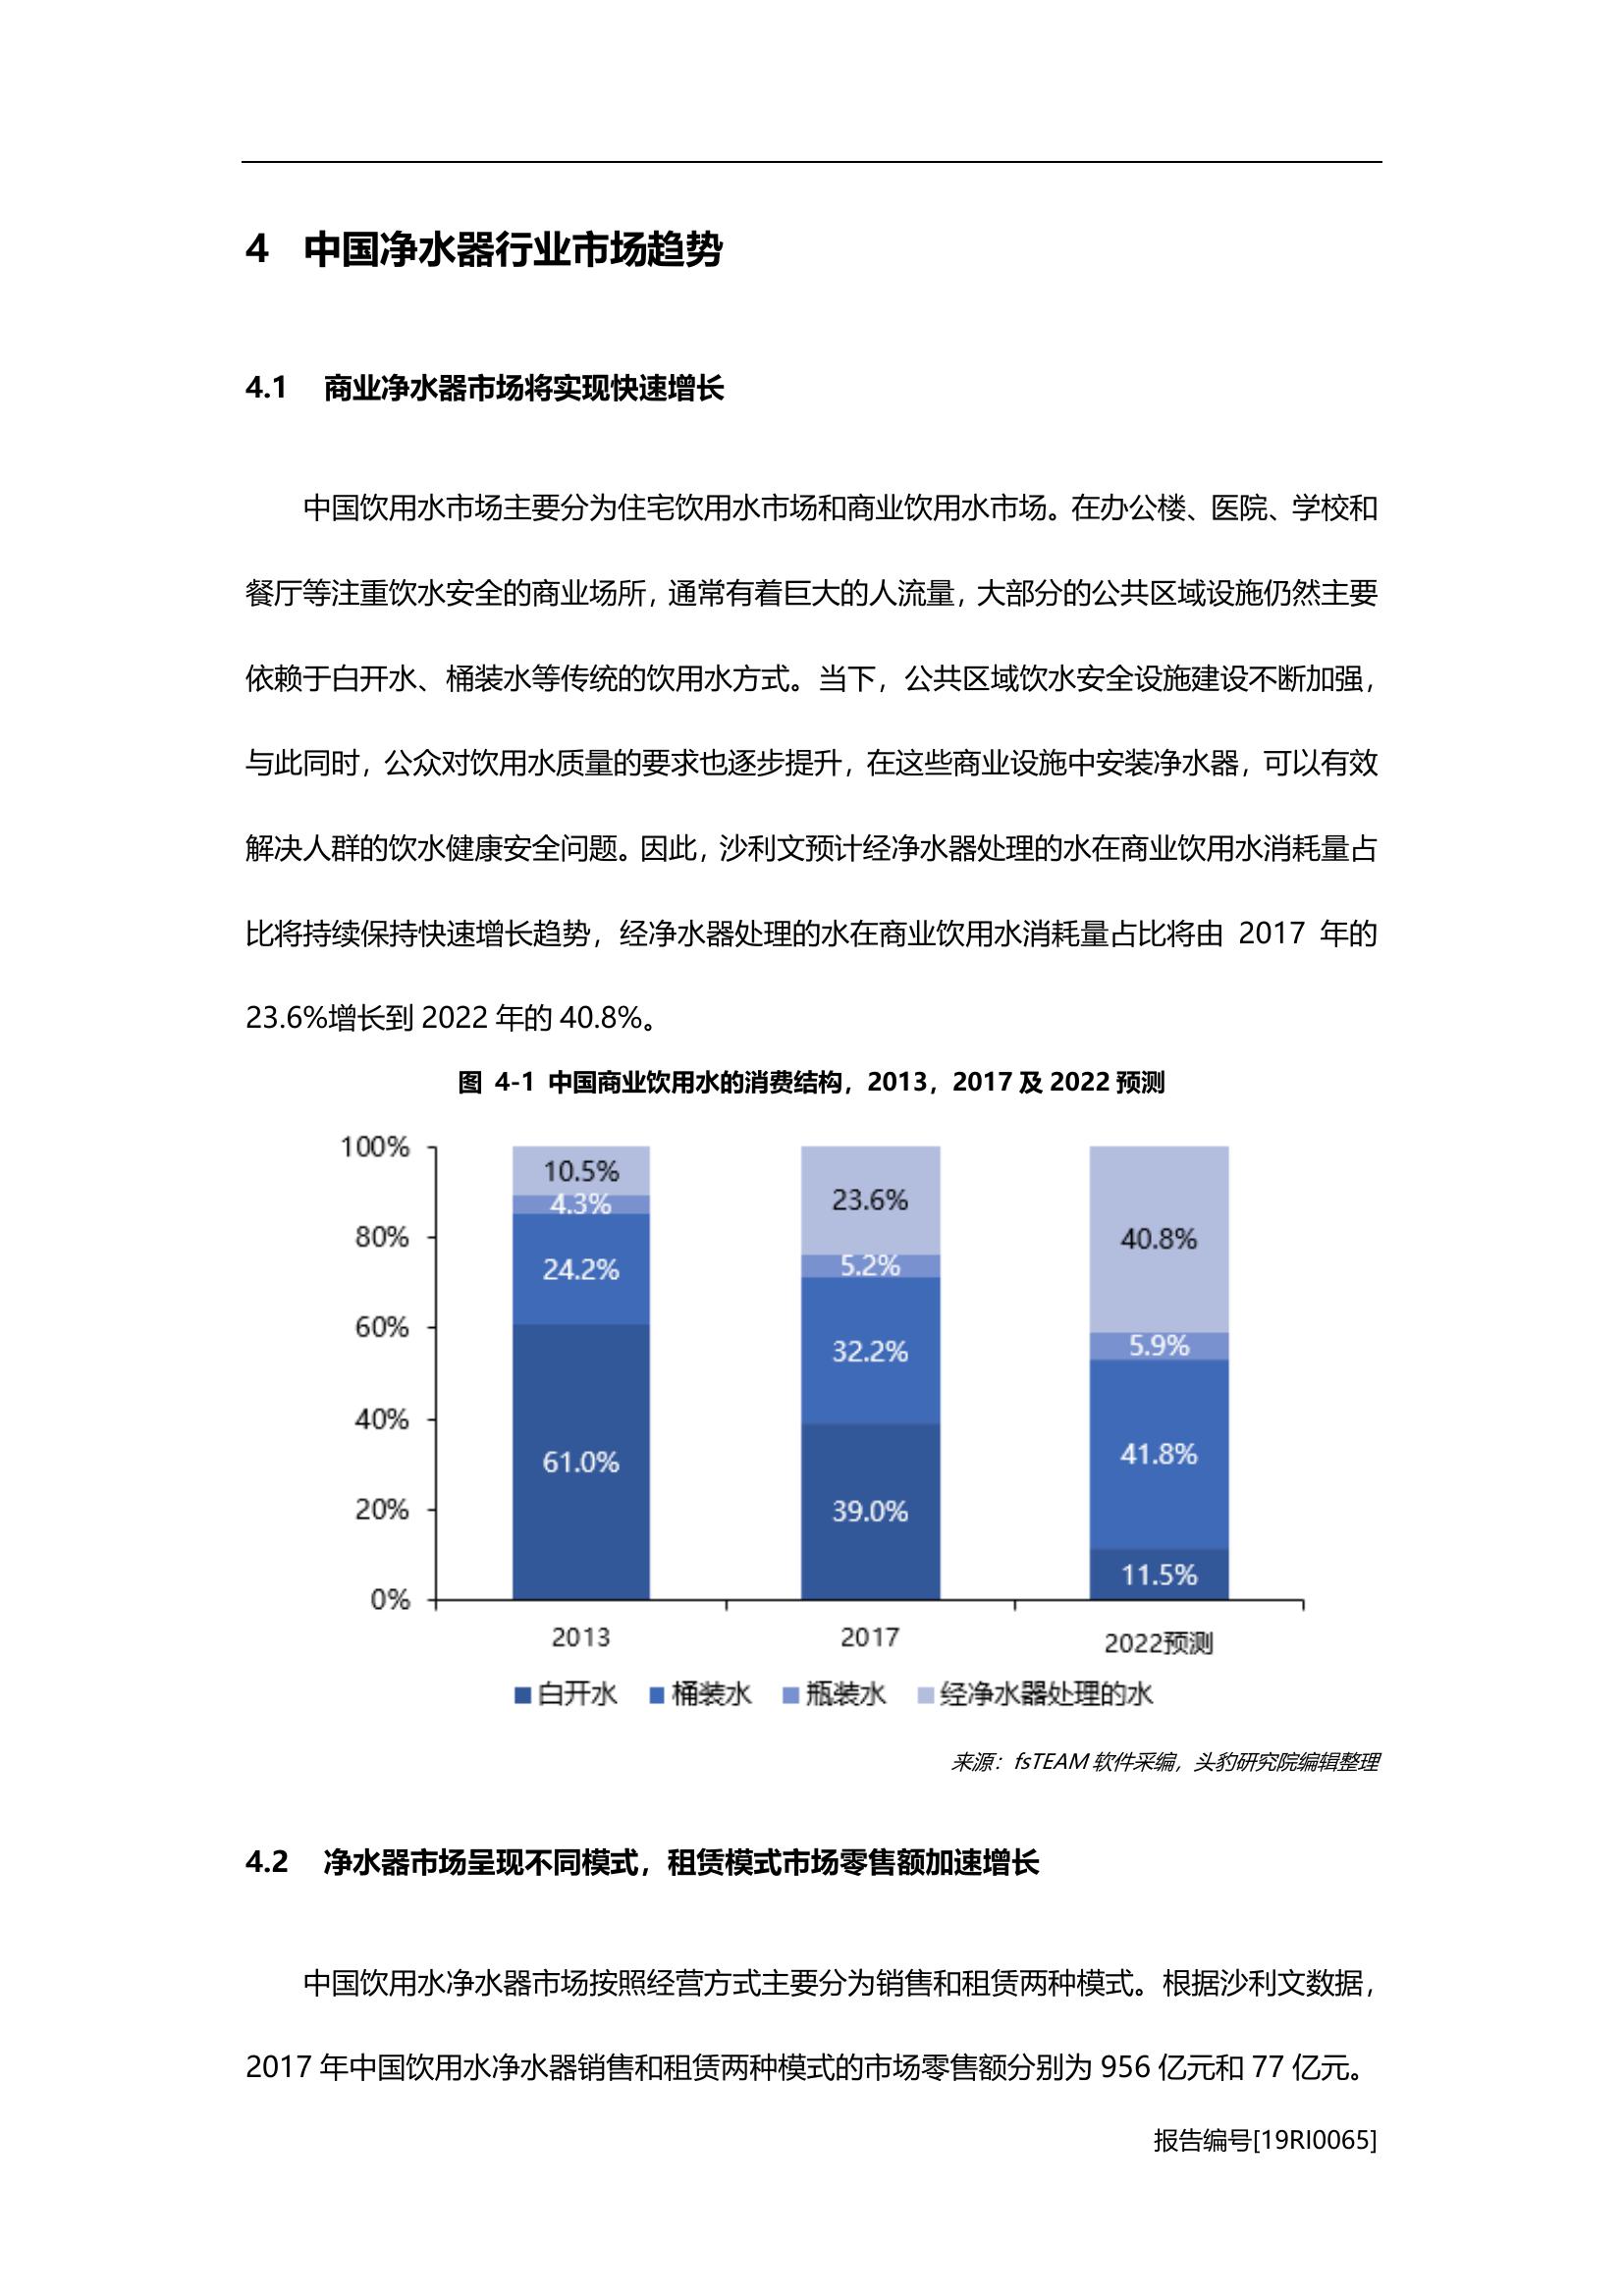 4 中国净水器行业市场趋势
4.1 商业净水器市场将实现快速增长
中国饮用水市场主要分为住宅饮用水市场和商业饮用水市场。在办公楼、医院、学校和
餐厅等注重饮水安全的商业场所，通常有着巨大的人流量，大部分的公共区域设施仍然主要
依赖于白开水、桶装水等传统的饮用水方式。当下，公共区域饮水安全设施建设不断加强，
与此同时，公众对饮用水质量的要求也逐步提升，在这些商业设施中安装净水器，可以有效
解决人群的饮水健康安全问题。因此，沙利文预计经净水器处理的水在商业饮用水消耗量占
比将持续保持快速增长趋势，经净水器处理的水在商业饮用水消耗量占比将由 2017 年的
23.6%增长到 2022 年的 40.8%。
图 4-1 中国商业饮用水的消费结构，2013，2017 及 2022 预测
100%
80%
60%
40%
20%
0%
10.5%
4.3%
24.2%
61.0%
23.6%
5.2%
32.2%
39.0%
40.8%
5.9%
41.8%
11.5%
2013 2017 2022预测
白开水 桶装水 瓶装水 经净水器处理的水
来源：fsTEAM 软件采编，头豹研究院编辑整理
4.2 净水器市场呈现不同模式，租赁模式市场零售额加速增长
中国饮用水净水器市场按照经营方式主要分为销售和租赁两种模式。根据沙利文数据，
2017 年中国饮用水净水器销售和租赁两种模式的市场零售额分别为 956 亿元和 77 亿元。
报告编号[19RI0065]